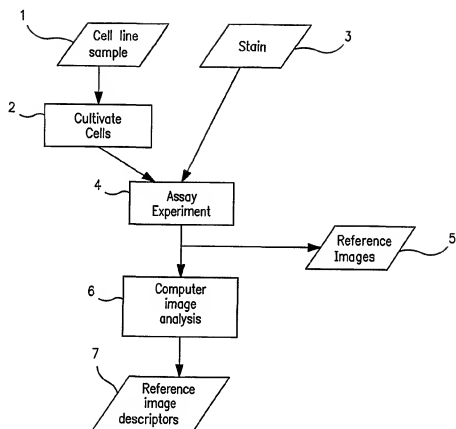 1
Cell line
sample
Stain
3
2
Cultivate
Cells
4
Assay
Experiment
Reference
Images
5
6
Computer
image
analysis
7
Reference
image
descriptors